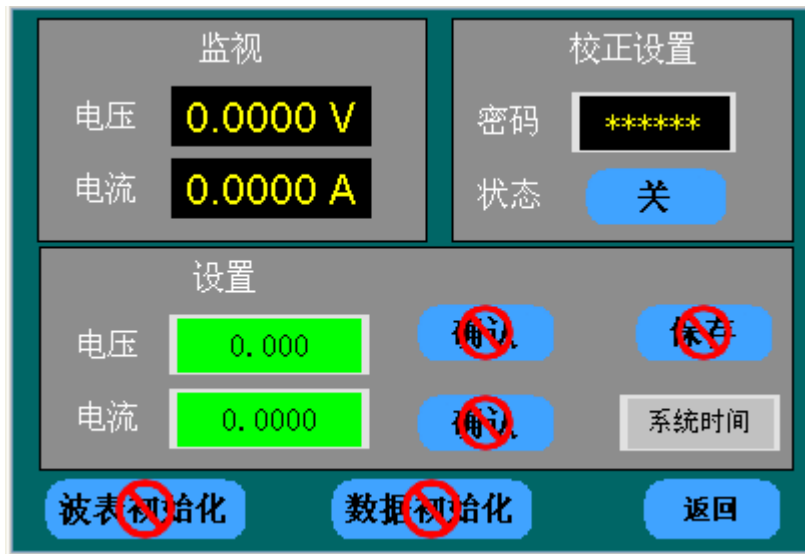 监视
电压 0.0000 V
电流 0.0000 A
校正设置
密码 ******
状态 关
设置
电压 0.000 确认 保存
电流 0.0000 确认 系统时间
波表初始化 数据初始化 返回